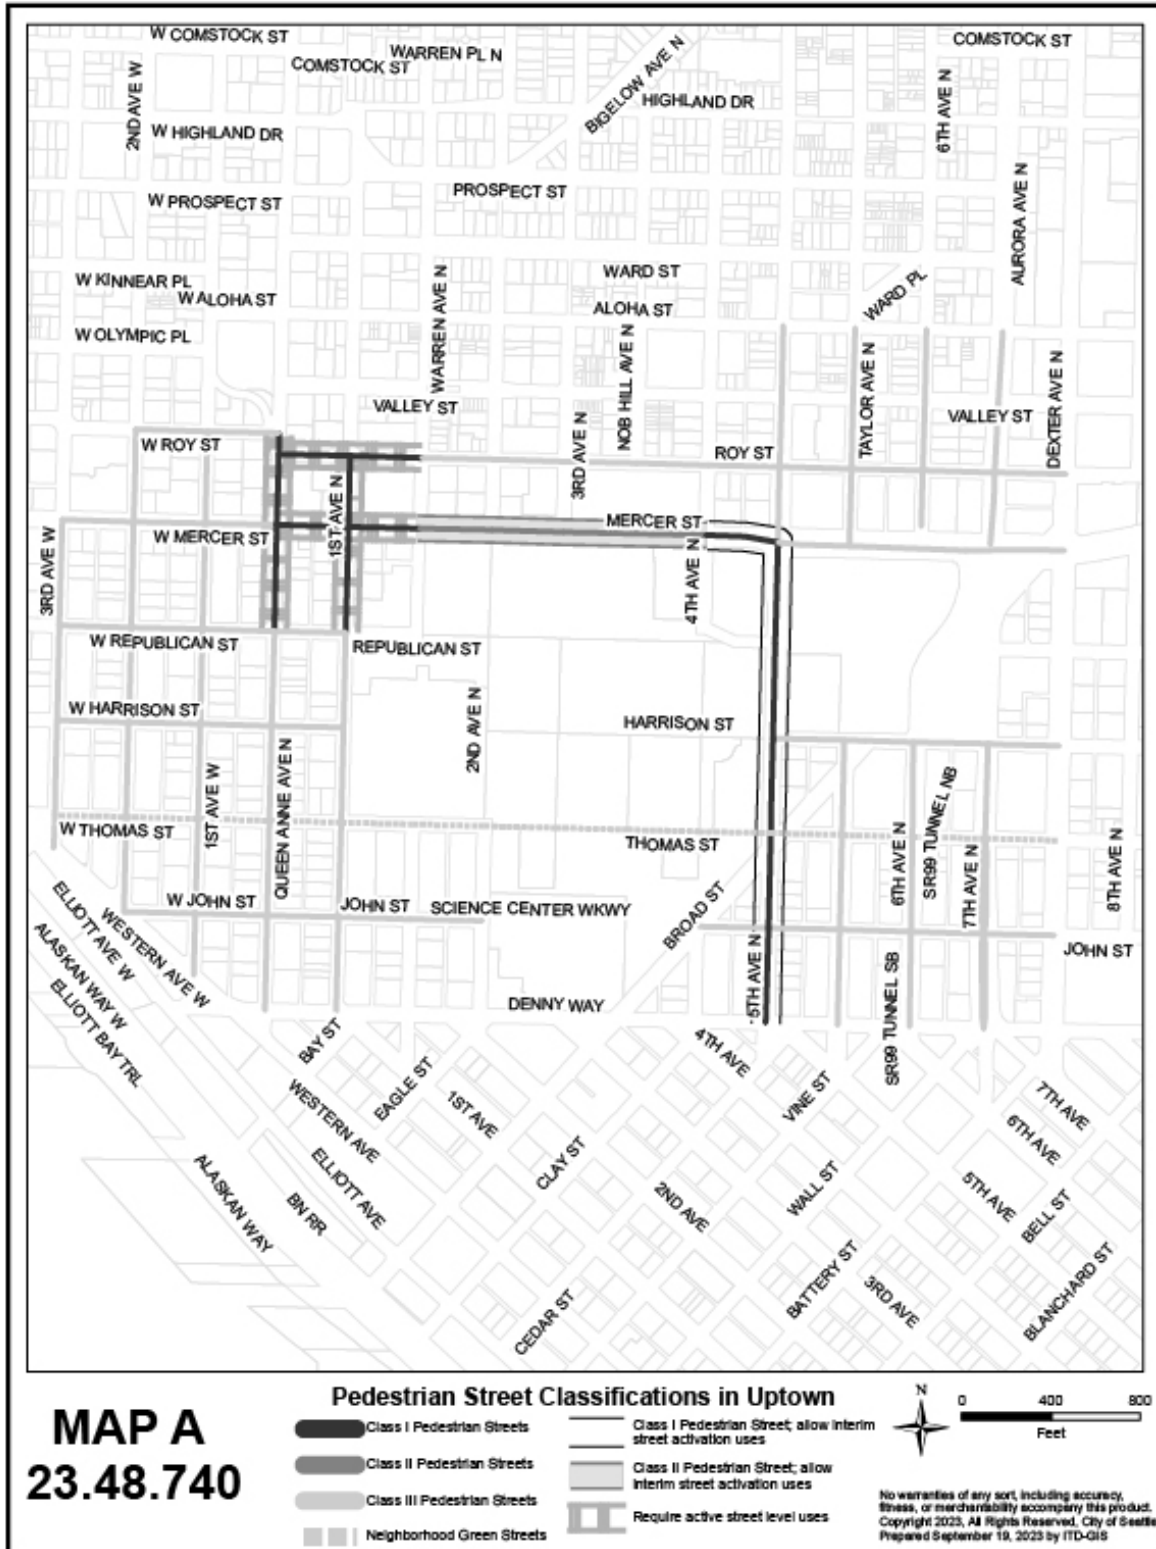 W COMSTOCK ST
COMSTOCK ST
WARREN PL N
COMSTOCK ST
BIGELOW AVE N
HIGHLAND DR
2ND AVE W
6TH AVE N
W HIGHLAND DR
PROSPECT ST
W PROSPECT ST
AURORA AVE N
W KINNEAR PL
W ALOHA ST
WARD ST
ALOHA ST
WARD PL
W OLYMPIC PL
WARREN AVE N
NOB HILL AVE N
TAYLOR AVE N
DEXTER AVE N
VALLEY ST
VALLEY ST
W ROY ST
3RD AVE N
ROY ST
1ST AVE N
W MERCER ST
MERCER ST
3RD AVE W
4TH AVE N
W REPUBLICAN ST
REPUBLICAN ST
W HARRISON ST
2ND AVE N
HARRISON ST
1ST AVE W
QUEEN ANNE AVE N
SR99 TUNNEL NB
W THOMAS ST
THOMAS ST
6TH AVE N
7TH AVE N
8TH AVE N
W JOHN ST
JOHN ST
SCIENCE CENTER WKWY
BROAD ST
5TH AVE N
JOHN ST
ELLIOTT AVE W
WESTERN AVE W
ALASKAN WAY W
ELLIOTT BAY TRL
DENNY WAY
SR99 TUNNEL SB
BAY ST
EAGLE ST
4TH AVE
VINE ST
WESTERN AVE
1ST AVE
7TH AVE
6TH AVE
ELLIOTT AVE
CLAY ST
2ND AVE
WALL ST
5TH AVE
BELL ST
ALASKAN WAY
BN RR
BATTERY ST
3RD AVE
BLANCHARD ST
CEDAR ST
MAP A
23.48.740
Pedestrian Street Classifications in Uptown
Class I Pedestrian Streets
Class II Pedestrian Streets
Class III Pedestrian Streets
Neighborhood Green Streets
Class I Pedestrian Street; allow interim
street activation uses
Class II Pedestrian Street; allow
interim street activation uses
Require active street level uses
N
0 400 800
Feet
No warranties of any sort, including accuracy,
fitness, or merchantability accompany this product.
Copyright 2023, All Rights Reserved, City of Seattle
Prepared September 19, 2023 by ITD-GIS